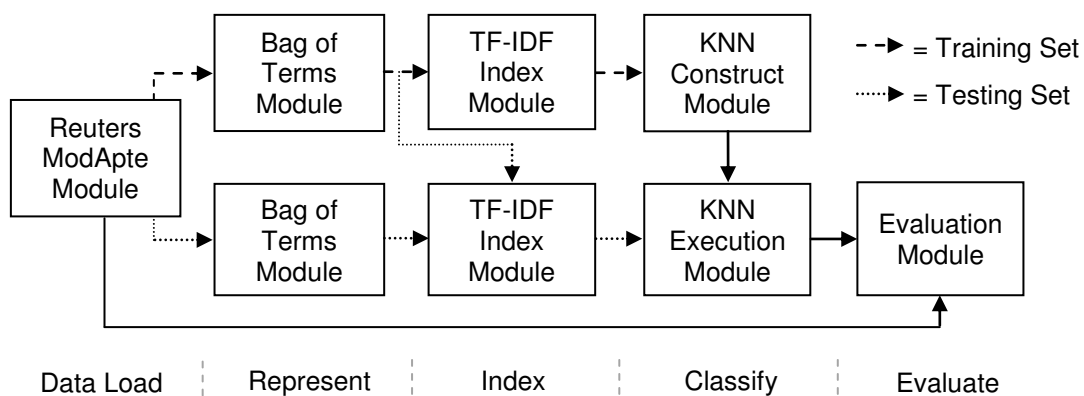 Bag of
Terms
Module
TF-IDF
Index
Module
KNN
Construct
Module
= Training Set
= Testing Set
Reuters
ModApte
Module
Bag of
Terms
Module
TF-IDF
Index
Module
KNN
Execution
Module
Evaluation
Module
Data Load
Represent
Index
Classify
Evaluate